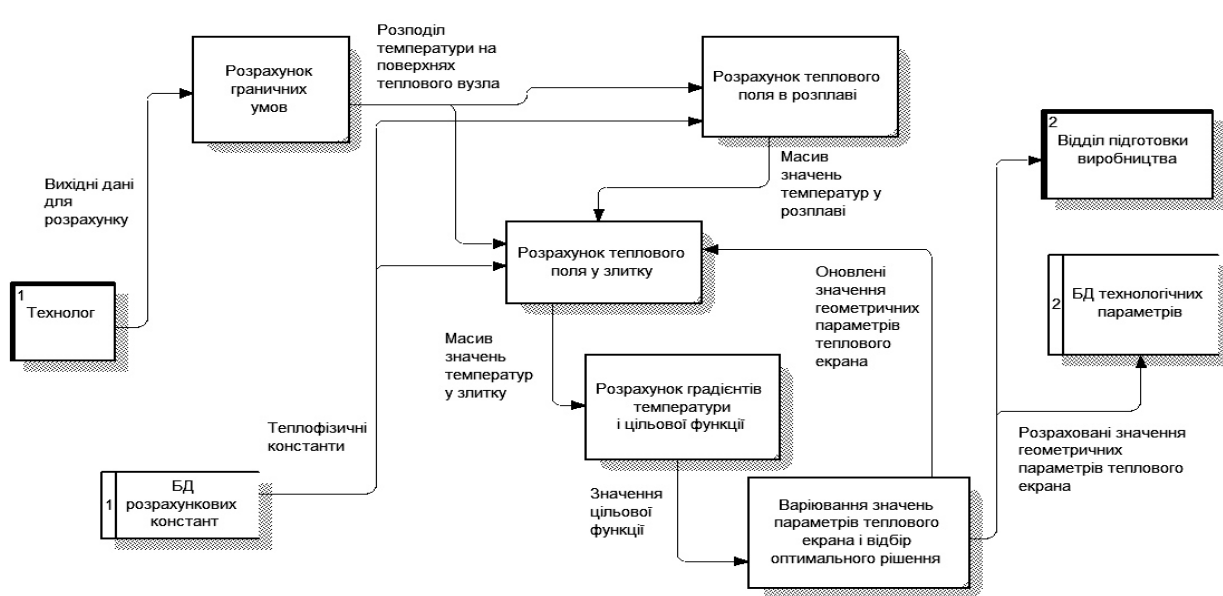 Розподіл
температури на
поверхнях
теплового вузла
Розрахунок
граничних
умов
Розрахунок теплового
поля в розплаві
2
Відділ підготовки
виробництва
Масив
значень
температур у
розплаві
Вихідні дані
для
розрахунку
Розрахунок теплового
поля у злитку
Оновлені
значення
геометричних
параметрів
теплового
екрана
2
БД технологічних
параметрів
1
Технолог
Масив
значень
температур
у злитку
Розрахунок градієнтів
температури
і цільової функції
Теплофізичні
константи
Розраховані значення
геометричних
параметрів теплового
екрана
1
БД
розрахункових
констант
Значення
цільової
функції
Варіювання значень
параметрів теплового
екрана і відбір
оптимального рішення